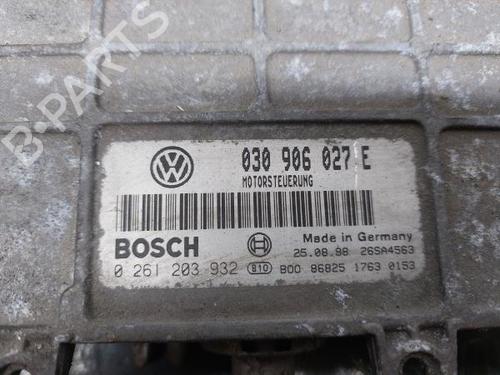 B-PARTS
030 906 027 E
MOTORSTEUERUNG
BOSCH
Made in Germany
25.08.98 26SA4563
0 261 203 932 B10 B00 86825 1763 0153